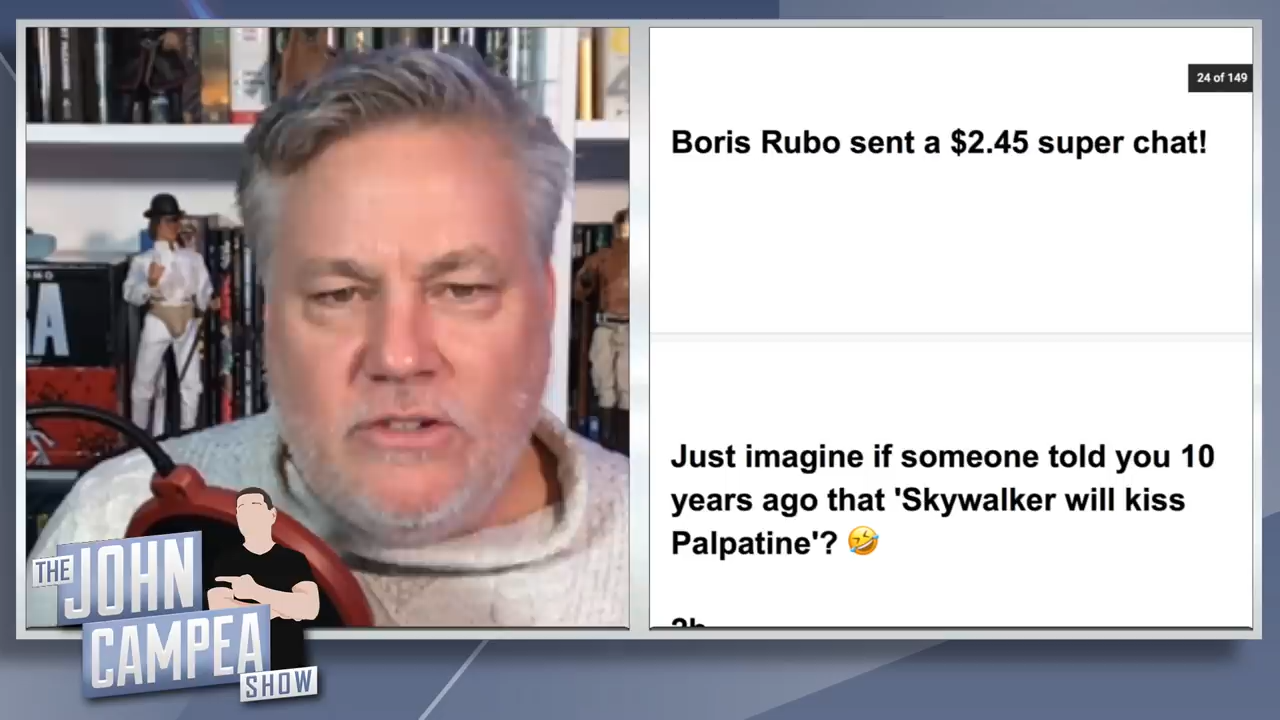 24 of 149
Boris Rubo sent a $2.45 super chat!
Just imagine if someone told you 10
years ago that 'Skywalker will kiss
Palpatine'? 🤣
THE
JOHN
CAMPEA
SHOW